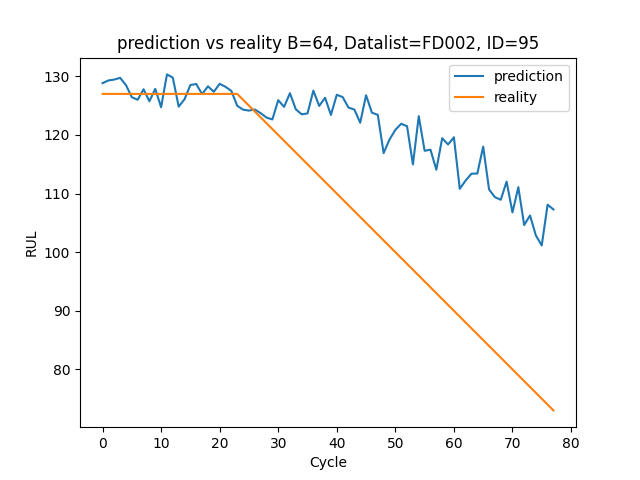 prediction vs reality B=64, Datalist=FD002, ID=95
prediction
reality
130
120
110
100
90
80
RUL
0 10 20 30 40 50 60 70 80
Cycle